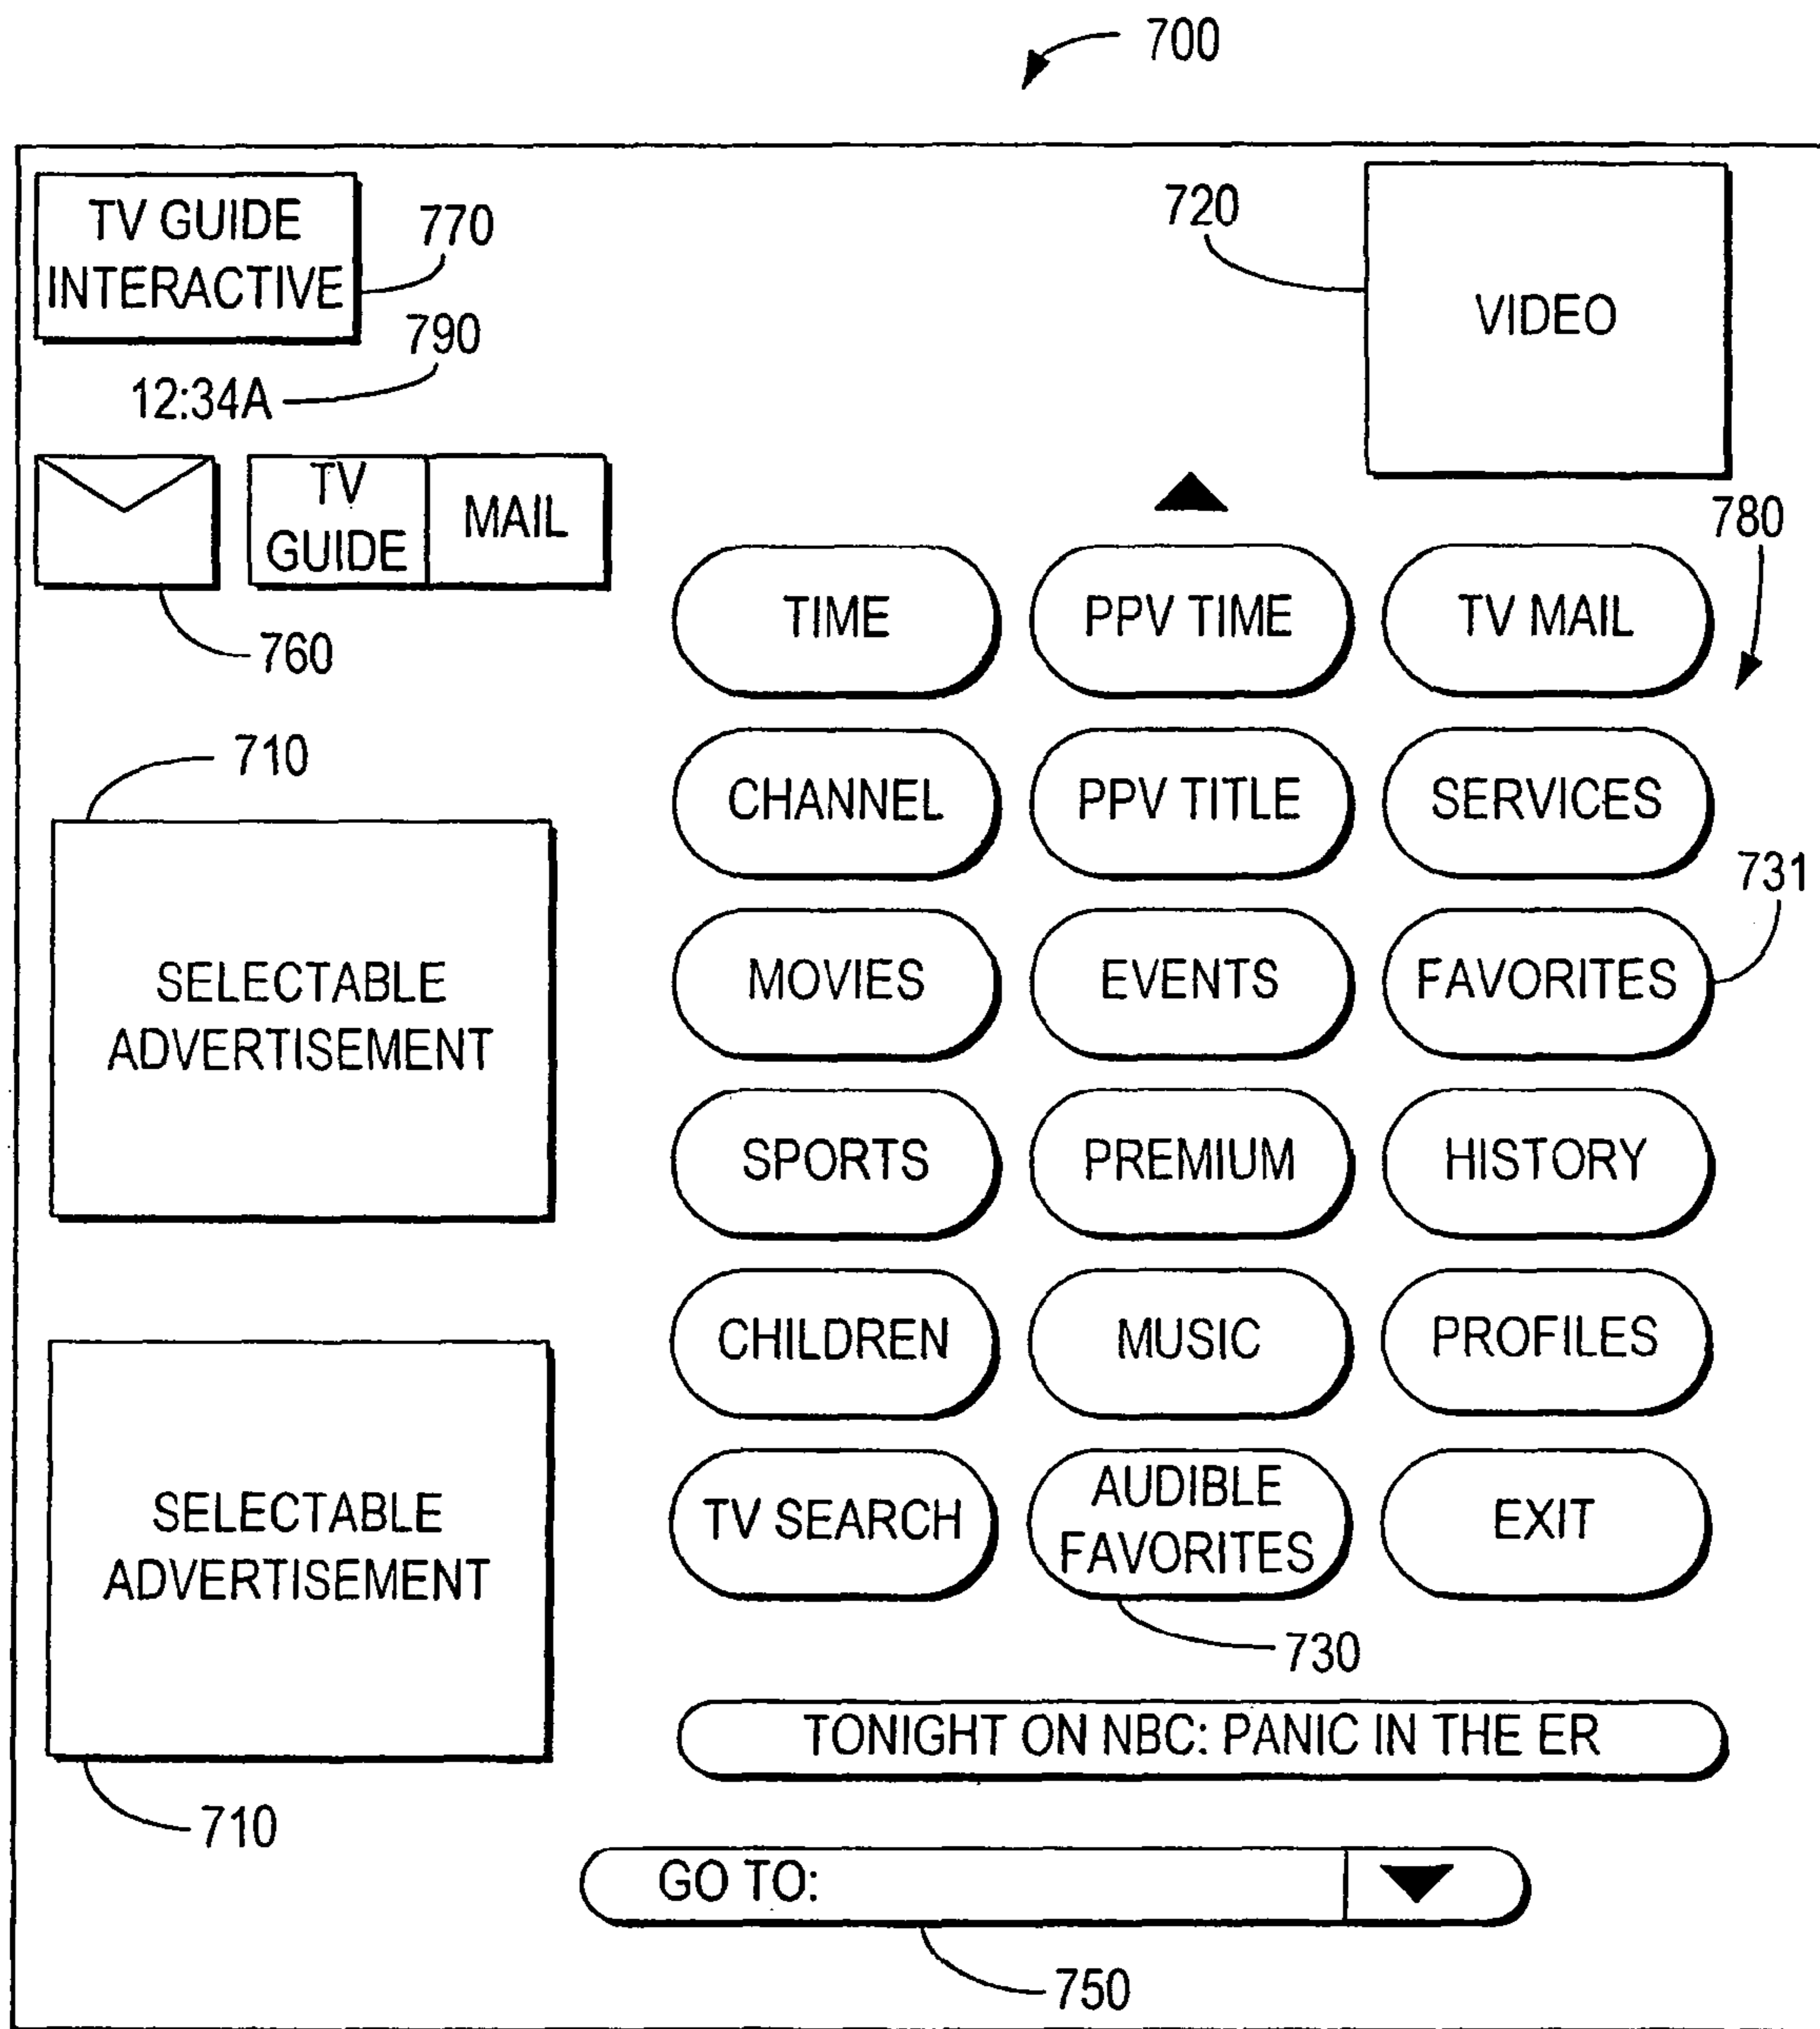 700
TV GUIDE
INTERACTIVE
770
720
VIDEO
790
12:34A
TV
GUIDE
MAIL
760
780
TIME
PPV TIME
TV MAIL
710
CHANNEL
PPV TITLE
SERVICES
731
SELECTABLE
ADVERTISEMENT
MOVIES
EVENTS
FAVORITES
SPORTS
PREMIUM
HISTORY
CHILDREN
MUSIC
PROFILES
SELECTABLE
ADVERTISEMENT
TV SEARCH
AUDIBLE
FAVORITES
EXIT
730
TONIGHT ON NBC: PANIC IN THE ER
710
GO TO:
750